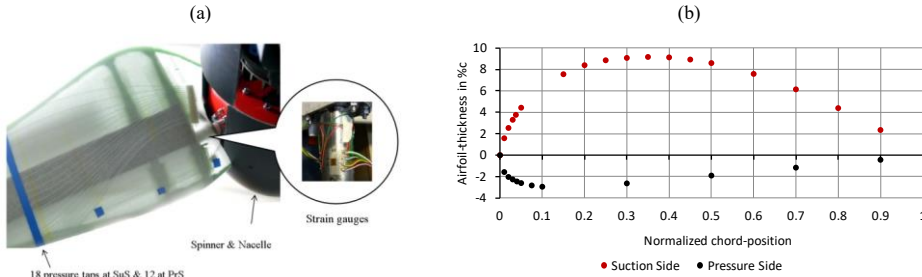 (a)
(b)
Strain gauges
Spinner & Nacelle
18 pressure taps at SuS & 12 at PrS
Airfoil-thickness in %c
10
8
6
4
2
0
-2
-4
0 0.1 0.2 0.3 0.4 0.5 0.6 0.7 0.8 0.9 1
Normalized chord-position
Suction Side Pressure Side